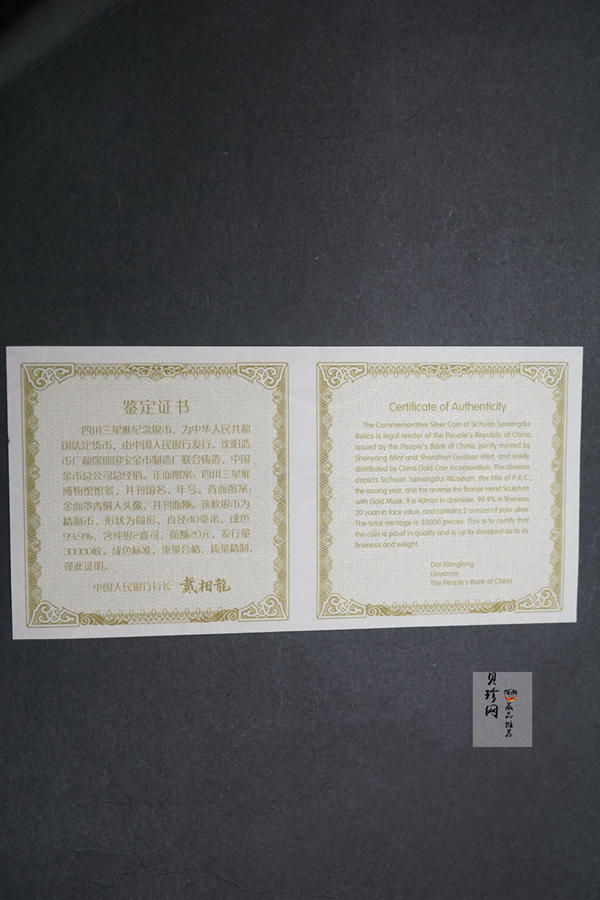 鉴定证书
四川三星堆纪念银币，为中华人民共和
国法定货币，由中国人民银行发行，沈阳造
币厂和深圳国宝金币制造厂联合铸造，中国
金币总公司总经销。正面图案：四川三星堆
博物馆馆景，并刊国名、年号。背面图案：
金面罩青铜人头像，并刊面额。该枚银币为
精制币，形状为圆形，直径40毫米，成色
99.9%，含纯银2盎司，面额20元，发行量
30000枚。成色标准，重量合格，质量精制，
谨此证明。
中国人民银行行长 戴相龙
Certificate of Authenticity
The Commemorative Silver Coin of Sichuan Sanxingdui
Relics is legal tender of the People's Republic of China,
issued by the People's Bank of China, jointly minted by
Shenyang Mint and Shenzhen Guobao Mint, and solely
distributed by China Gold Coin Incorporation. The obverse
depicts Sichuan Sanxingdui Museum, the title of P.R.C.,
the issuing year, and the reverse the Bronze Head Sculpture
with Gold Mask. It is 40mm in diameter, 99.9% in fineness,
20 yuan in face value, and contains 2 ounces of pure silver.
The total mintage is 30000 pieces. This is to certify that
the coin is proof in quality and is up to its standard as to its
fineness and weight.
Dai Xianglong
Governor
The People's Bank of China
贝珍网
藏品推荐